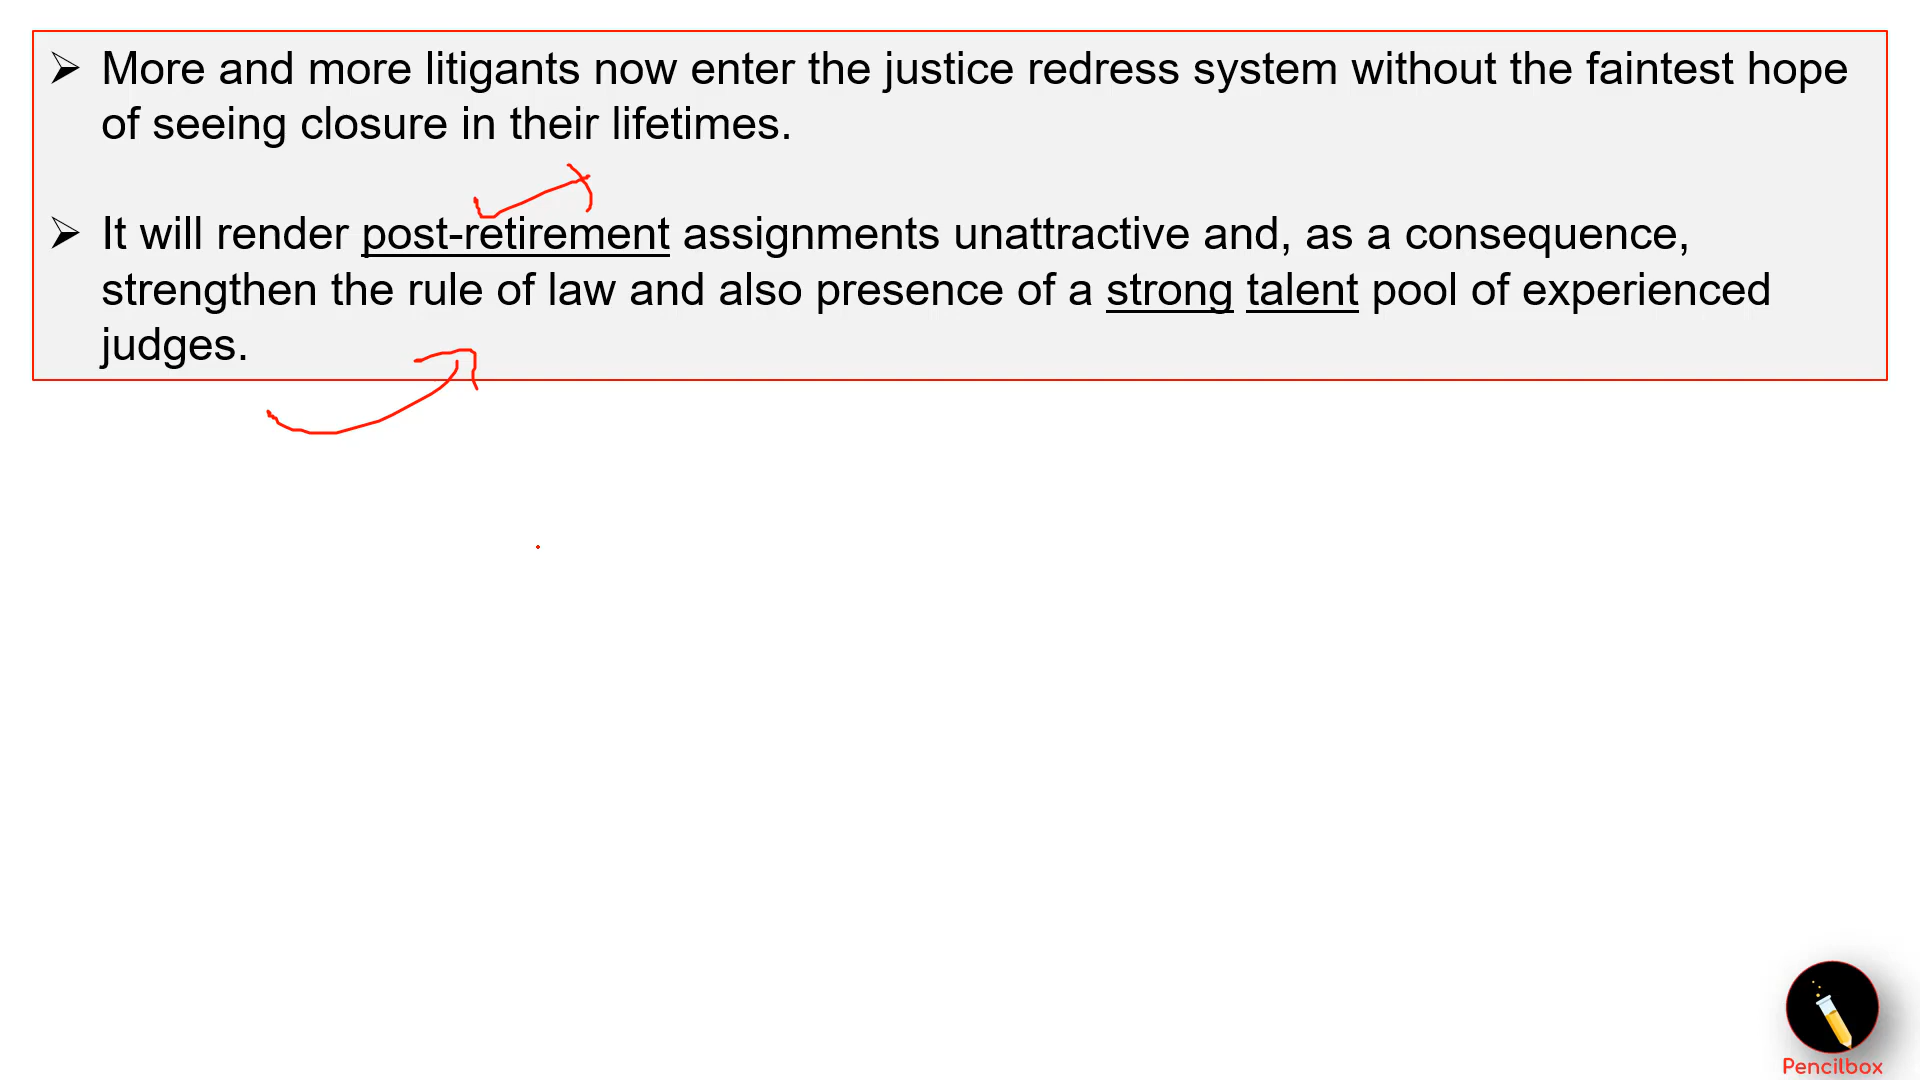 ➢ More and more litigants now enter the justice redress system without the faintest hope
of seeing closure in their lifetimes.
➢ It will render post-retirement assignments unattractive and, as a consequence,
strengthen the rule of law and also presence of a strong talent pool of experienced
judges.
Pencilbox